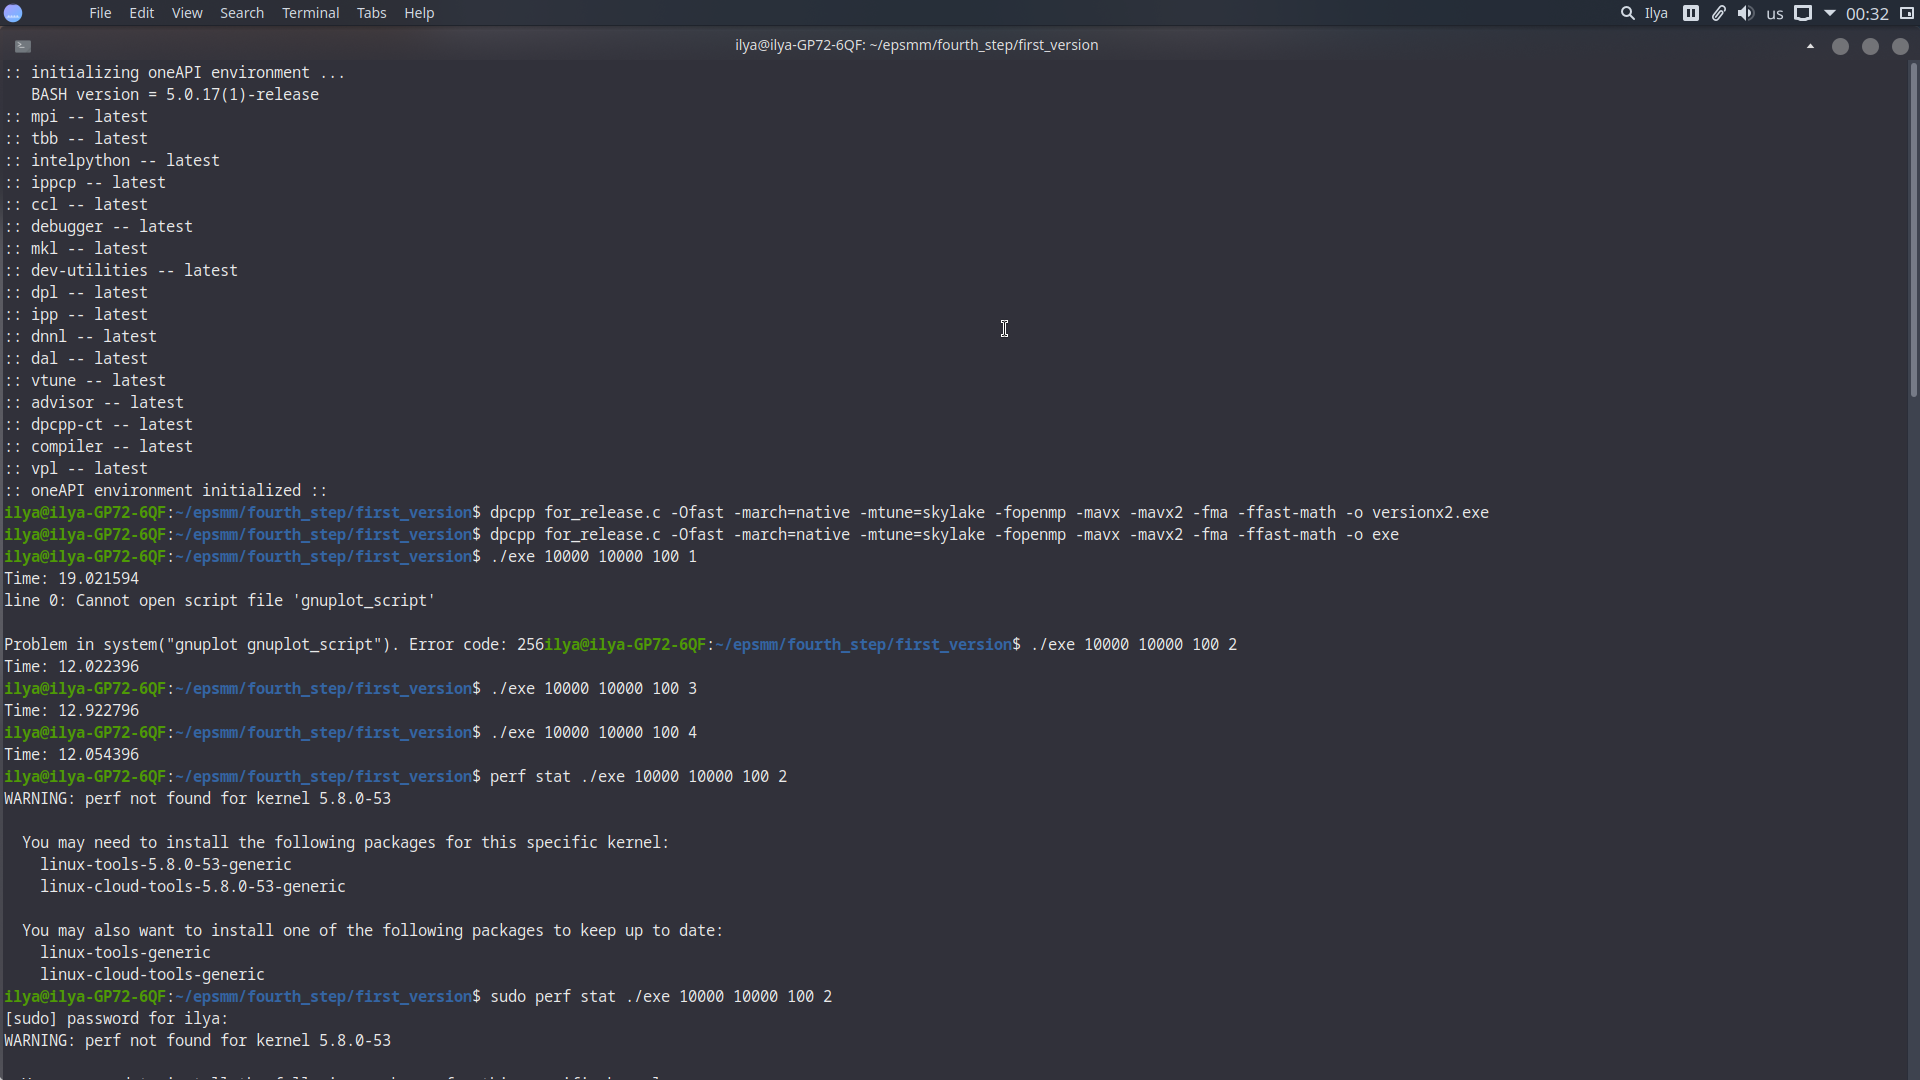 File Edit View Search Terminal Tabs Help Ilya us 00:32
ilya@ilya-GP72-6QF: ~/epsmm/fourth_step/first_version
:: initializing oneAPI environment ...
   BASH version = 5.0.17(1)-release
:: mpi -- latest
:: tbb -- latest
:: intelpython -- latest
:: ippcp -- latest
:: ccl -- latest
:: debugger -- latest
:: mkl -- latest
:: dev-utilities -- latest
:: dpl -- latest
:: ipp -- latest
:: dnnl -- latest
:: dal -- latest
:: vtune -- latest
:: advisor -- latest
:: dpcpp-ct -- latest
:: compiler -- latest
:: vpl -- latest
:: oneAPI environment initialized ::
ilya@ilya-GP72-6QF:~/epsmm/fourth_step/first_version$ dpcpp for_release.c -Ofast -march=native -mtune=skylake -fopenmp -mavx -mavx2 -fma -ffast-math -o versionx2.exe
ilya@ilya-GP72-6QF:~/epsmm/fourth_step/first_version$ dpcpp for_release.c -Ofast -march=native -mtune=skylake -fopenmp -mavx -mavx2 -fma -ffast-math -o exe
ilya@ilya-GP72-6QF:~/epsmm/fourth_step/first_version$ ./exe 10000 10000 100 1
Time: 19.021594
line 0: Cannot open script file 'gnuplot_script'
Problem in system("gnuplot gnuplot_script"). Error code: 256ilya@ilya-GP72-6QF:~/epsmm/fourth_step/first_version$ ./exe 10000 10000 100 2
Time: 12.022396
ilya@ilya-GP72-6QF:~/epsmm/fourth_step/first_version$ ./exe 10000 10000 100 3
Time: 12.922796
ilya@ilya-GP72-6QF:~/epsmm/fourth_step/first_version$ ./exe 10000 10000 100 4
Time: 12.054396
ilya@ilya-GP72-6QF:~/epsmm/fourth_step/first_version$ perf stat ./exe 10000 10000 100 2
WARNING: perf not found for kernel 5.8.0-53
  You may need to install the following packages for this specific kernel:
    linux-tools-5.8.0-53-generic
    linux-cloud-tools-5.8.0-53-generic
  You may also want to install one of the following packages to keep up to date:
    linux-tools-generic
    linux-cloud-tools-generic
ilya@ilya-GP72-6QF:~/epsmm/fourth_step/first_version$ sudo perf stat ./exe 10000 10000 100 2
[sudo] password for ilya:
WARNING: perf not found for kernel 5.8.0-53